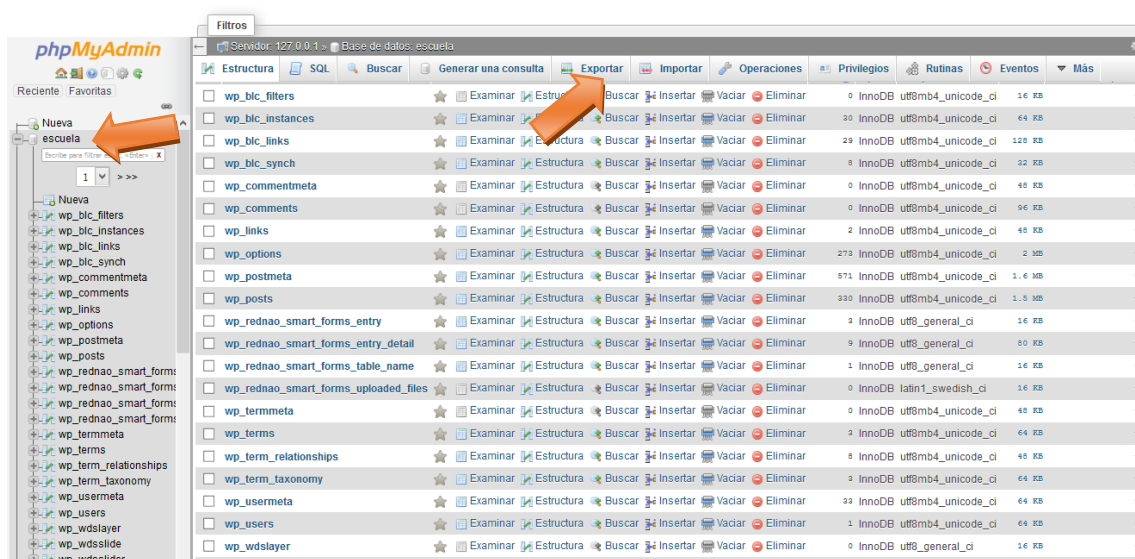 Filtros
phpMyAdmin
Reciente Favoritas
Nueva
escuela
Escribe para filtrar X
1 > >>
Nueva
wp_blc_filters
wp_blc_instances
wp_blc_links
wp_blc_synch
wp_commentmeta
wp_comments
wp_links
wp_options
wp_postmeta
wp_posts
wp_rednao_smart_forms
wp_rednao_smart_forms
wp_rednao_smart_forms
wp_rednao_smart_forms
wp_termmeta
wp_terms
wp_term_relationships
wp_term_taxonomy
wp_usermeta
wp_users
wp_wdslayer
wp_wdsslide
wp_wdsslider
Servidor: 127.0.0.1 » Base de datos: escuela
Estructura SQL Buscar Generar una consulta Exportar Importar Operaciones Privilegios Rutinas Eventos Más
wp_blc_filters Examinar Estructura Buscar Insertar Vaciar Eliminar 0 InnoDB utf8mb4_unicode_ci 16 KB
wp_blc_instances Examinar Buscar Insertar Vaciar Eliminar 30 InnoDB utf8mb4_unicode_ci 64 KB
wp_blc_links Examinar Estructura Buscar Insertar Vaciar Eliminar 29 InnoDB utf8mb4_unicode_ci 128 KB
wp_blc_synch Examinar Estructura Buscar Insertar Vaciar Eliminar 8 InnoDB utf8mb4_unicode_ci 32 KB
wp_commentmeta Examinar Estructura Buscar Insertar Vaciar Eliminar 0 InnoDB utf8mb4_unicode_ci 48 KB
wp_comments Examinar Estructura Buscar Insertar Vaciar Eliminar 0 InnoDB utf8mb4_unicode_ci 96 KB
wp_links Examinar Estructura Buscar Insertar Vaciar Eliminar 2 InnoDB utf8mb4_unicode_ci 48 KB
wp_options Examinar Estructura Buscar Insertar Vaciar Eliminar 273 InnoDB utf8mb4_unicode_ci 2 MB
wp_postmeta Examinar Estructura Buscar Insertar Vaciar Eliminar 571 InnoDB utf8mb4_unicode_ci 1.6 MB
wp_posts Examinar Estructura Buscar Insertar Vaciar Eliminar 330 InnoDB utf8mb4_unicode_ci 1.5 MB
wp_rednao_smart_forms_entry Examinar Estructura Buscar Insertar Vaciar Eliminar 3 InnoDB utf8_general_ci 16 KB
wp_rednao_smart_forms_entry_detail Examinar Estructura Buscar Insertar Vaciar Eliminar 9 InnoDB utf8_general_ci 80 KB
wp_rednao_smart_forms_table_name Examinar Estructura Buscar Insertar Vaciar Eliminar 1 InnoDB utf8_general_ci 16 KB
wp_rednao_smart_forms_uploaded_files Examinar Estructura Buscar Insertar Vaciar Eliminar 0 InnoDB latin1_swedish_ci 16 KB
wp_termmeta Examinar Estructura Buscar Insertar Vaciar Eliminar 0 InnoDB utf8mb4_unicode_ci 48 KB
wp_terms Examinar Estructura Buscar Insertar Vaciar Eliminar 3 InnoDB utf8mb4_unicode_ci 64 KB
wp_term_relationships Examinar Estructura Buscar Insertar Vaciar Eliminar 8 InnoDB utf8mb4_unicode_ci 48 KB
wp_term_taxonomy Examinar Estructura Buscar Insertar Vaciar Eliminar 3 InnoDB utf8mb4_unicode_ci 64 KB
wp_usermeta Examinar Estructura Buscar Insertar Vaciar Eliminar 33 InnoDB utf8mb4_unicode_ci 64 KB
wp_users Examinar Estructura Buscar Insertar Vaciar Eliminar 1 InnoDB utf8mb4_unicode_ci 64 KB
wp_wdslayer Examinar Estructura Buscar Insertar Vaciar Eliminar 0 InnoDB utf8_general_ci 16 KB